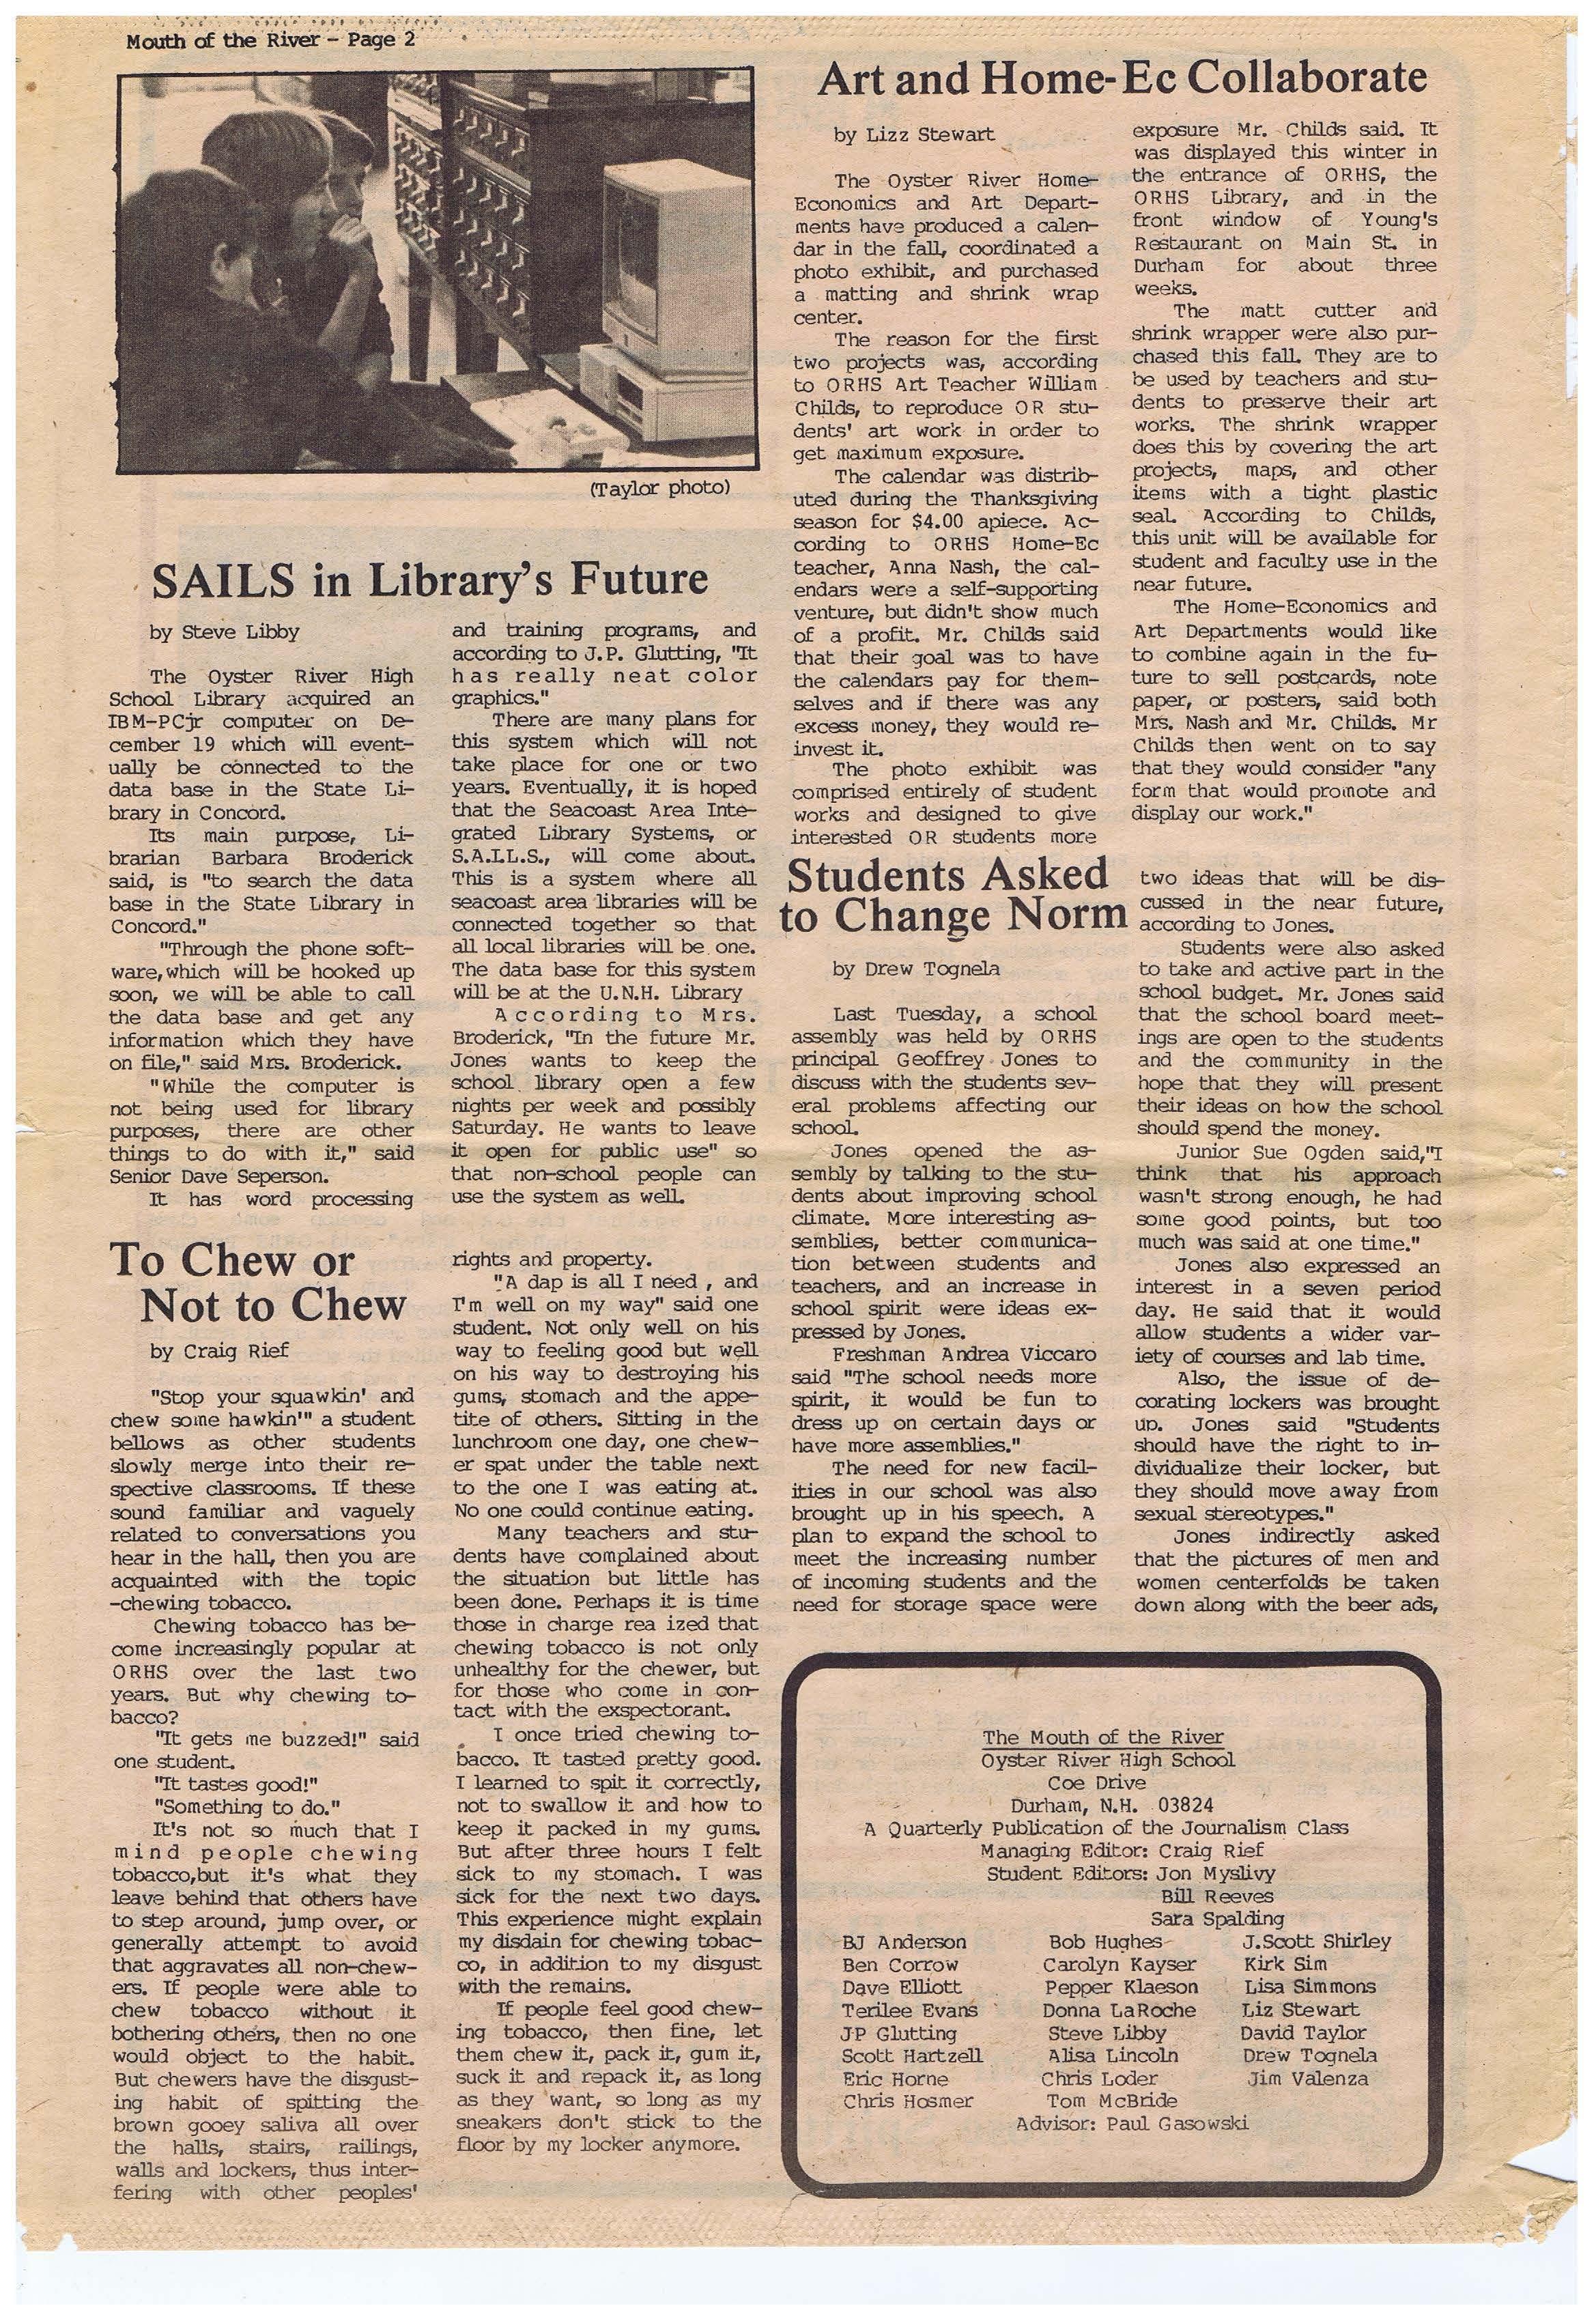 Mouth of the River - Page 2
(Taylor photo)
SAILS in Library's Future
by Steve Libby
The Oyster River High
School Library acquired an
IBM-PCjr computer on De-
cember 19 which will event-
ually be connected to the
data base in the State Li-
brary in Concord.
Its main purpose, Li-
brarian Barbara Broderick
said, is "to search the data
base in the State Library in
Concord."
"Through the phone soft-
ware,which will be hooked up
soon, we will be able to call
the data base and get any
information which they have
on file," said Mrs. Broderick.
"While the computer is
not being used for library
purposes, there are other
things to do with it," said
Senior Dave Seperson.
It has word processing
and training programs, and
according to J.P. Glutting, "It
has really neat color
graphics."
There are many plans for
this system which will not
take place for one or two
years. Eventually, it is hoped
that the Seacoast Area Inte-
grated Library Systems, or
S.A.I.L.S., will come about.
This is a system where all
seacoast area libraries will be
connected together so that
all local libraries will be one.
The data base for this system
will be at the U.N.H. Library
According to Mrs.
Broderick, "In the future Mr.
Jones wants to keep the
school library open a few
nights per week and possibly
Saturday. He wants to leave
it open for public use" so
that non-school people can
use the system as well.
To Chew or
Not to Chew
by Craig Rief
"Stop your squawkin' and
chew some hawkin'" a student
bellows as other students
slowly merge into their re-
spective classrooms. If these
sound familiar and vaguely
related to conversations you
hear in the hall, then you are
acquainted with the topic
-chewing tobacco.
Chewing tobacco has be-
come increasingly popular at
ORHS over the last two
years. But why chewing to-
bacco?
"It gets me buzzed!" said
one student.
"It tastes good!"
"Something to do."
It's not so much that I
mind people chewing
tobacco,but it's what they
leave behind that others have
to step around, jump over, or
generally attempt to avoid
that aggravates all non-chew-
ers. If people were able to
chew tobacco without it
bothering others, then no one
would object to the habit.
But chewers have the disgust-
ing habit of spitting the
brown gooey saliva all over
the halls, stairs, railings,
walls and lockers, thus inter-
fering with other peoples'
rights and property.
"A dap is all I need , and
I'm well on my way" said one
student. Not only well on his
way to feeling good but well
on his way to destroying his
gums, stomach and the appe-
tite of others. Sitting in the
lunchroom one day, one chew-
er spat under the table next
to the one I was eating at.
No one could continue eating.
Many teachers and stu-
dents have complained about
the situation but little has
been done. Perhaps it is time
those in charge rea ized that
chewing tobacco is not only
unhealthy for the chewer, but
for those who come in con-
tact with the exspectorant.
I once tried chewing to-
bacco. It tasted pretty good.
I learned to spit it correctly,
not to swallow it and how to
keep it packed in my gums.
But after three hours I felt
sick to my stomach. I was
sick for the next two days.
This experience might explain
my disdain for chewing tobac-
co, in addition to my disgust
with the remains.
If people feel good chew-
ing tobacco, then fine, let
them chew it, pack it, gum it,
suck it and repack it, as long
as they want, so long as my
sneakers don't stick to the
floor by my locker anymore.
Art and Home-Ec Collaborate
by Lizz Stewart
The Oyster River Home-
Economics and Art Depart-
ments have produced a calen-
dar in the fall, coordinated a
photo exhibit, and purchased
a matting and shrink wrap
center.
The reason for the first
two projects was, according
to ORHS Art Teacher William
Childs, to reproduce OR stu-
dents' art work in order to
get maximum exposure.
The calendar was distrib-
uted during the Thanksgiving
season for $4.00 apiece. Ac-
cording to ORHS Home-Ec
teacher, Anna Nash, the cal-
endars were a self-supporting
venture, but didn't show much
of a profit. Mr. Childs said
that their goal was to have
the calendars pay for them-
selves and if there was any
excess money, they would re-
invest it.
The photo exhibit was
comprised entirely of student
works and designed to give
interested OR students more
exposure Mr. Childs said. It
was displayed this winter in
the entrance of ORHS, the
ORHS Library, and in the
front window of Young's
Restaurant on Main St. in
Durham for about three
weeks.
The matt cutter and
shrink wrapper were also pur-
chased this fall. They are to
be used by teachers and stu-
dents to preserve their art
works. The shrink wrapper
does this by covering the art
projects, maps, and other
items with a tight plastic
seal. According to Childs,
this unit will be available for
student and faculty use in the
near future.
The Home-Economics and
Art Departments would like
to combine again in the fu-
ture to sell postcards, note
paper, or posters, said both
Mrs. Nash and Mr. Childs. Mr
Childs then went on to say
that they would consider "any
form that would promote and
display our work."
Students Asked
to Change Norm
by Drew Tognela
Last Tuesday, a school
assembly was held by ORHS
principal Geoffrey Jones to
discuss with the students sev-
eral problems affecting our
school.
Jones opened the as-
sembly by talking to the stu-
dents about improving school
climate. More interesting as-
semblies, better communica-
tion between students and
teachers, and an increase in
school spirit were ideas ex-
pressed by Jones.
Freshman Andrea Viccaro
said "The school needs more
spirit, it would be fun to
dress up on certain days or
have more assemblies."
The need for new facil-
ities in our school was also
brought up in his speech. A
plan to expand the school to
meet the increasing number
of incoming students and the
need for storage space were
two ideas that will be dis-
cussed in the near future,
according to Jones.
Students were also asked
to take and active part in the
school budget. Mr. Jones said
that the school board meet-
ings are open to the students
and the community in the
hope that they will present
their ideas on how the school
should spend the money.
Junior Sue Ogden said,"I
think that his approach
wasn't strong enough, he had
some good points, but too
much was said at one time."
Jones also expressed an
interest in a seven period
day. He said that it would
allow students a wider var-
iety of courses and lab time.
Also, the issue of de-
corating lockers was brought
up. Jones said "Students
should have the right to in-
dividualize their locker, but
they should move away from
sexual stereotypes."
Jones indirectly asked
that the pictures of men and
women centerfolds be taken
down along with the beer ads,
The Mouth of the River
Oyster River High School
Coe Drive
Durham, N.H. 03824
A Quarterly Publication of the Journalism Class
Managing Editor: Craig Rief
Student Editors: Jon Myslivy
Bill Reeves
Sara Spalding
BJ Anderson Bob Hughes J.Scott Shirley
Ben Corrow Carolyn Kayser Kirk Sim
Dave Elliott Pepper Klaeson Lisa Simmons
Terilee Evans Donna LaRoche Liz Stewart
JP Glutting Steve Libby David Taylor
Scott Hartzell Alisa Lincoln Drew Tognela
Eric Horne Chris Loder Jim Valenza
Chris Hosmer Tom McBride
Advisor: Paul Gasowski